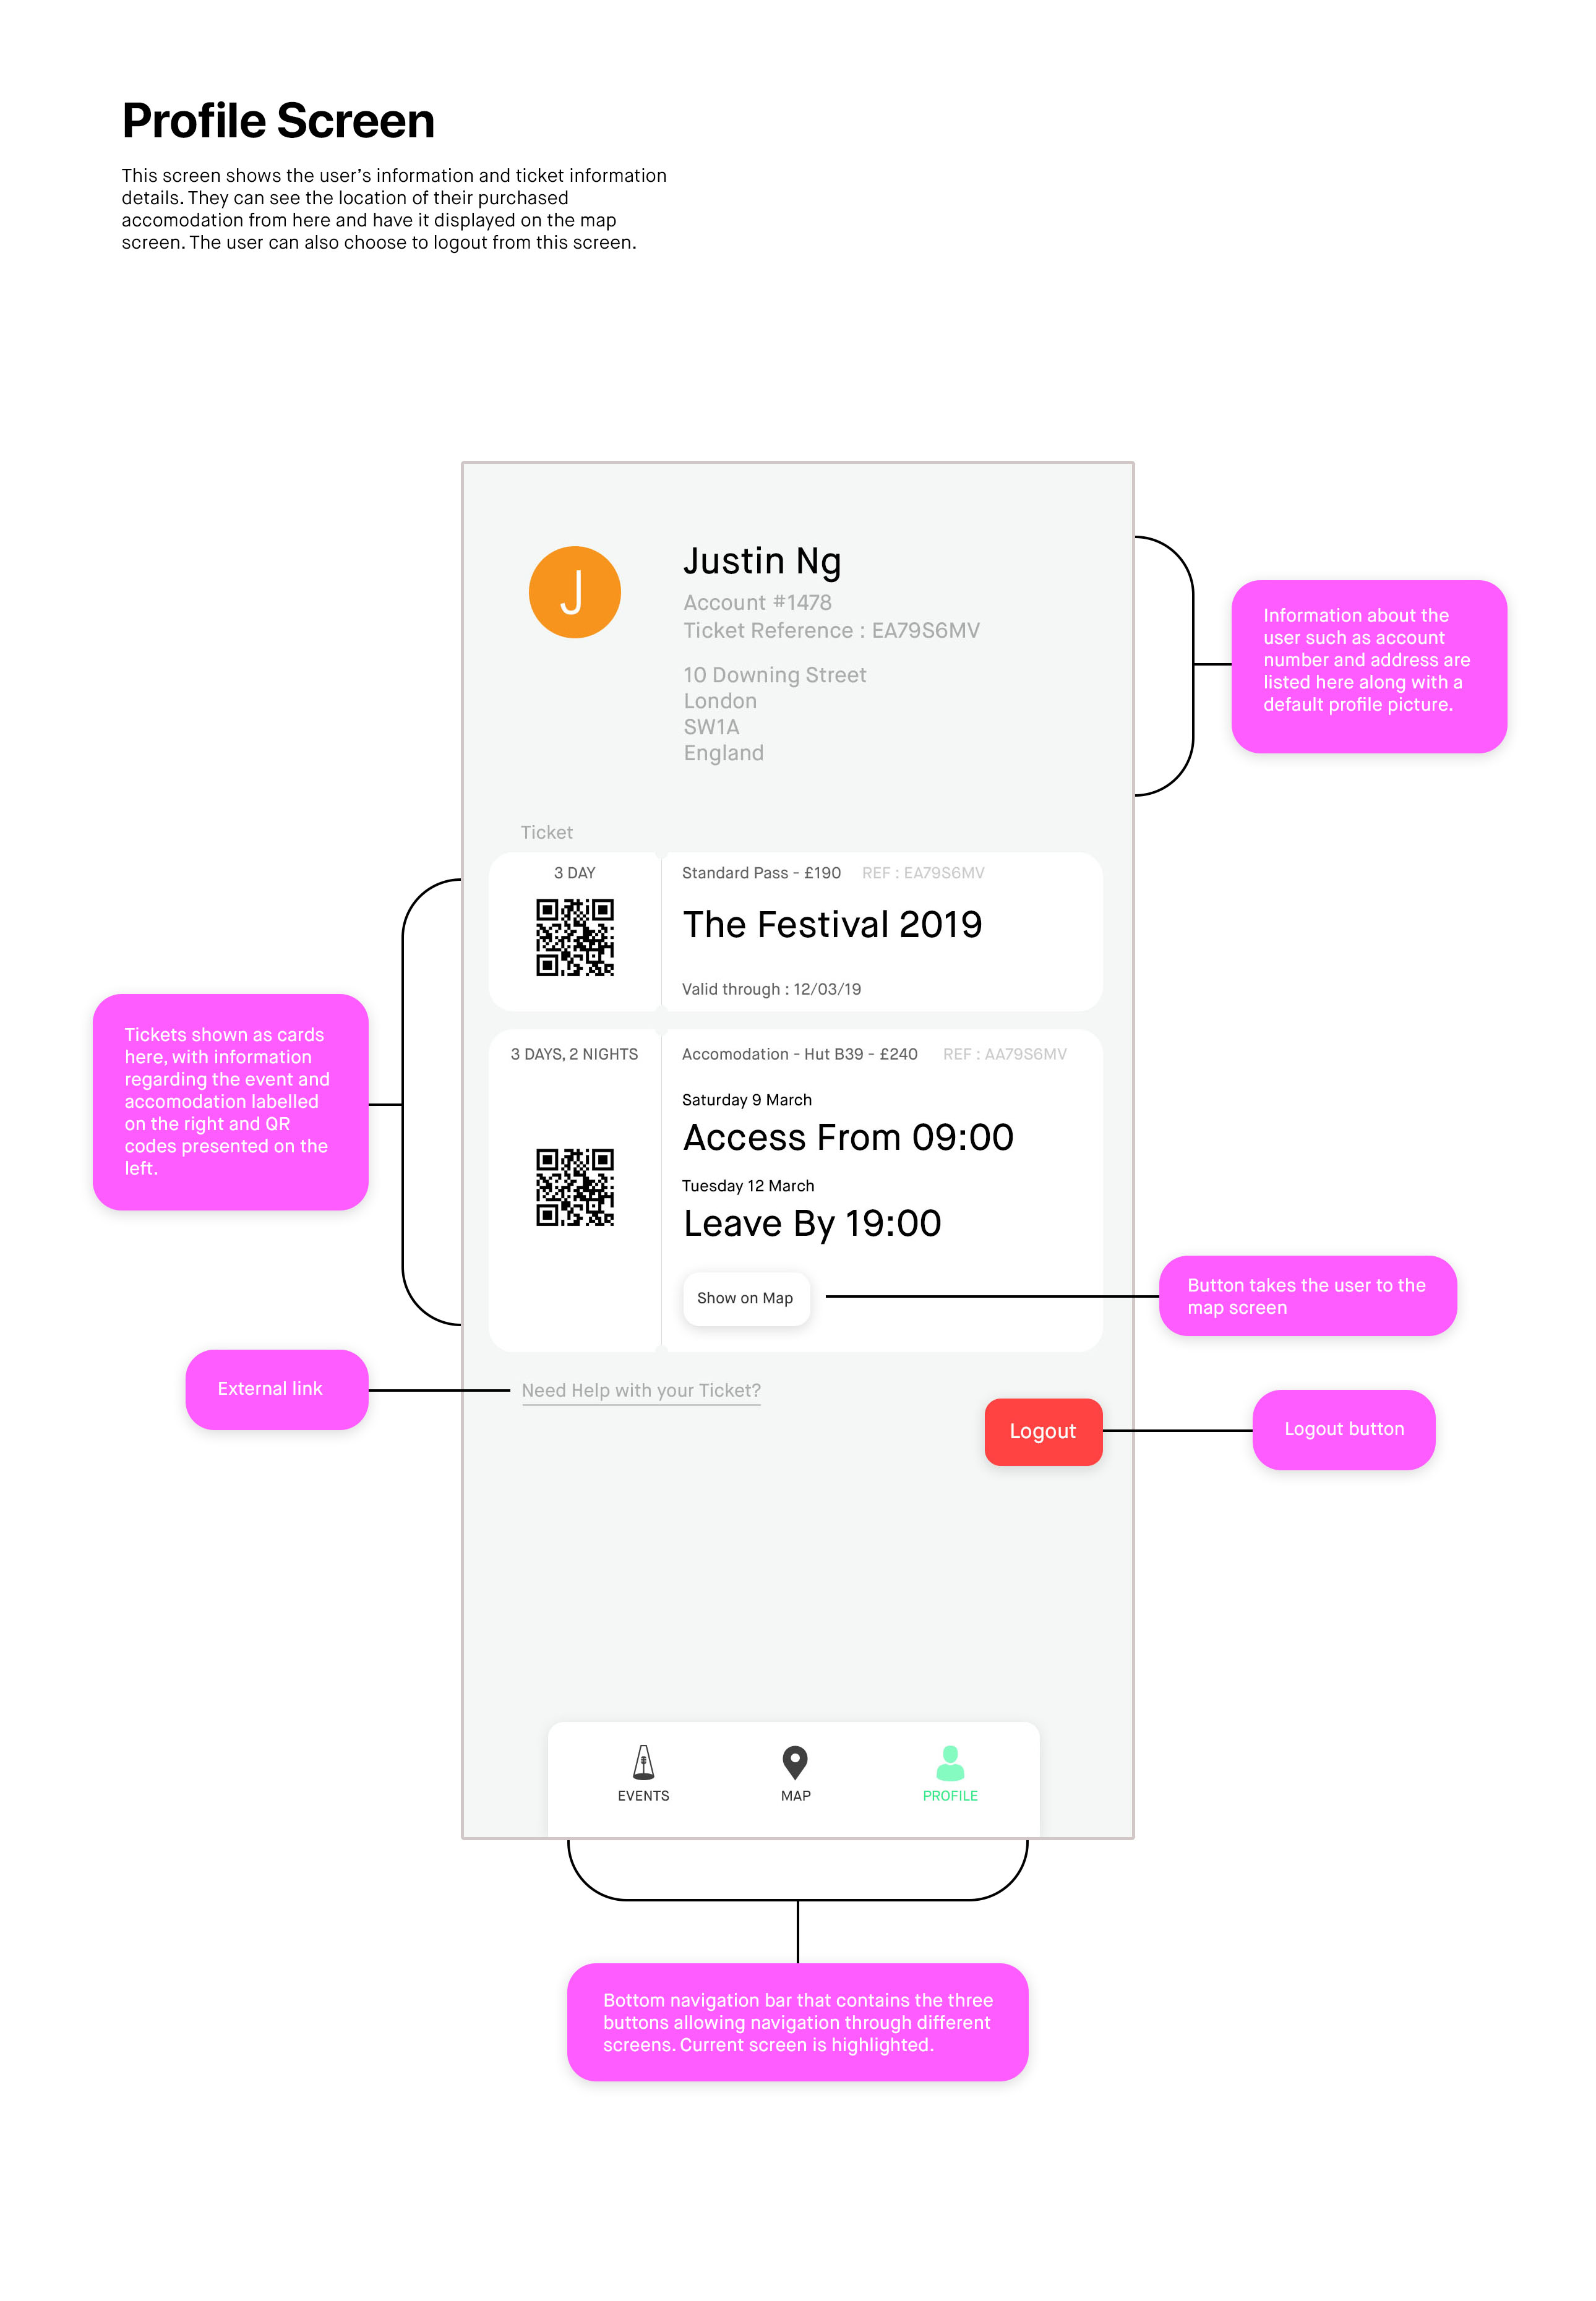 Profile Screen
This screen shows the user's information and ticket information
details. They can see the location of their purchased
accomodation from here and have it displayed on the map
screen. The user can also choose to logout from this screen.
J
Justin Ng
Account #1478
Ticket Reference : EA79S6MV
10 Downing Street
London
SW1A
England
Information about the
user such as account
number and address are
listed here along with a
default profile picture.
Ticket
3 DAY
Standard Pass - £190 REF : EA79S6MV
The Festival 2019
Valid through : 12/03/19
Tickets shown as cards
here, with information
regarding the event and
accomodation labelled
on the right and QR
codes presented on the
left.
3 DAYS, 2 NIGHTS
Accomodation - Hut B39 - £240 REF : AA79S6MV
Saturday 9 March
Access From 09:00
Tuesday 12 March
Leave By 19:00
Show on Map
Button takes the user to the
map screen
External link
Need Help with your Ticket?
Logout
Logout button
EVENTS
MAP
PROFILE
Bottom navigation bar that contains the three
buttons allowing navigation through different
screens. Current screen is highlighted.